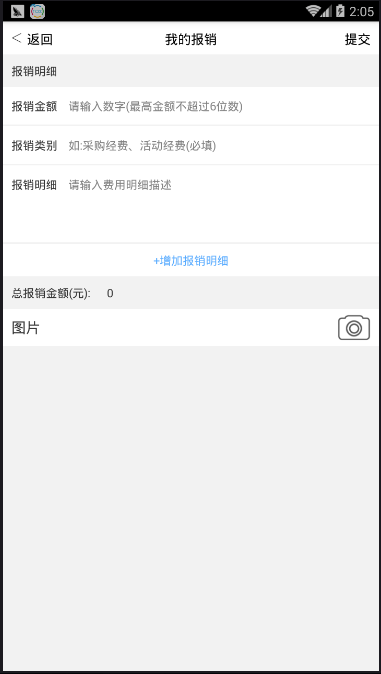 2:05
< 返回 我的报销 提交
报销明细
报销金额 请输入数字(最高金额不超过6位数)
报销类别 如:采购经费、活动经费(必填)
报销明细 请输入费用明细描述
+增加报销明细
总报销金额(元): 0
图片